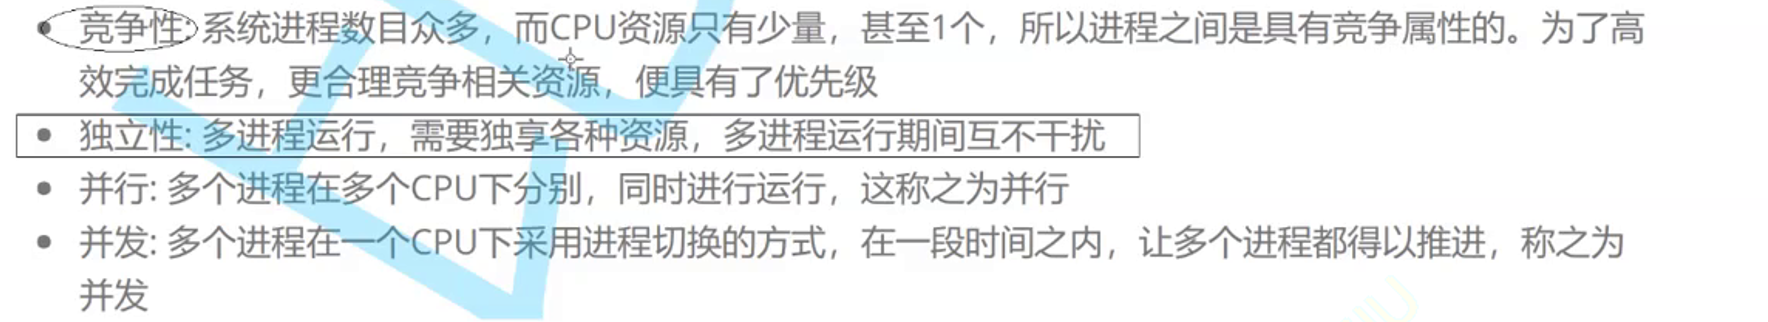 ● 竞争性: 系统进程数目众多，而CPU资源只有少量，甚至1个，所以进程之间是具有竞争属性的。为了高
效完成任务，更合理竞争相关资源，便具有了优先级
● 独立性: 多进程运行，需要独享各种资源，多进程运行期间互不干扰
● 并行: 多个进程在多个CPU下分别，同时进行运行，这称之为并行
● 并发: 多个进程在一个CPU下采用进程切换的方式，在一段时间之内，让多个进程都得以推进，称之为
并发